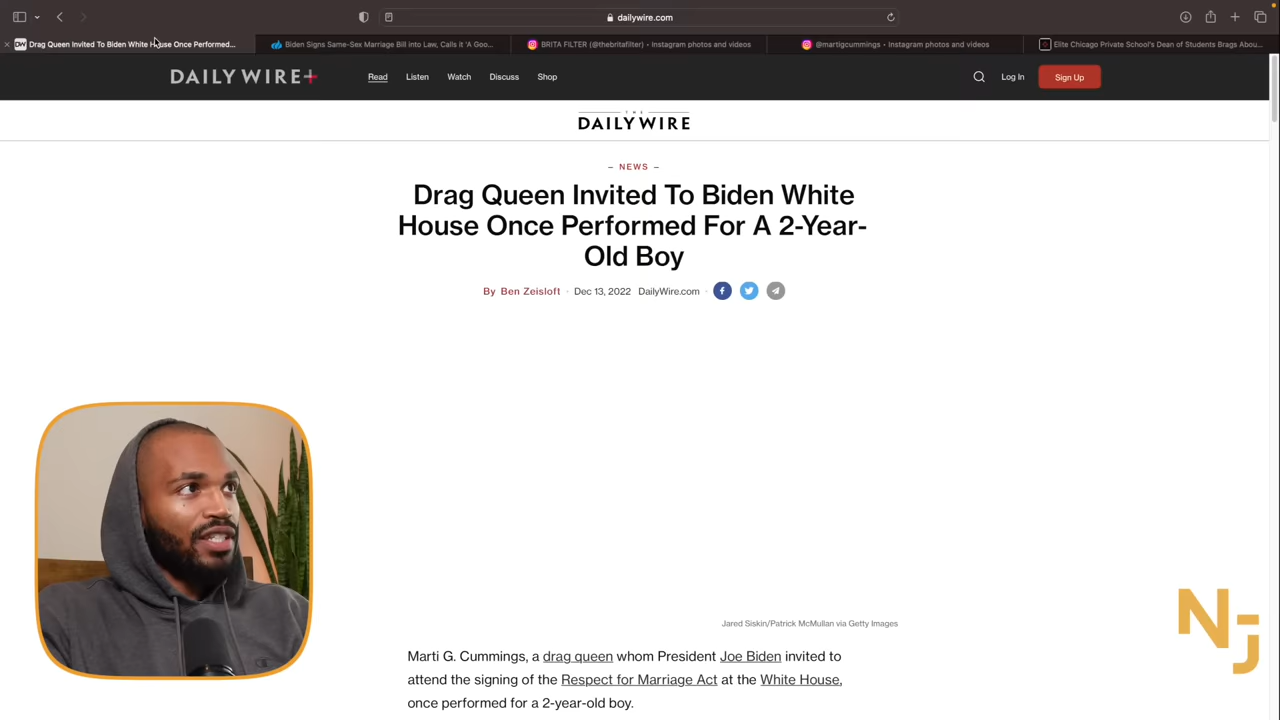 dailywire.com
Drag Queen Invited To Biden White House Once Performed...
Biden Signs Same-Sex Marriage Bill into Law, Calls it 'A Goo...
BRITA FILTER (@thebritafilter) • Instagram photos and videos
@martigcummings • Instagram photos and videos
Elite Chicago Private School's Dean of Students Brags Abou...
DAILY WIRE+
Read
Listen
Watch
Discuss
Shop
Log In
Sign Up
THE
DAILY WIRE
– NEWS –
Drag Queen Invited To Biden White
House Once Performed For A 2-Year-
Old Boy
By Ben Zeisloft • Dec 13, 2022 DailyWire.com •
Jared Siskin/Patrick McMullan via Getty Images
Marti G. Cummings, a drag queen whom President Joe Biden invited to
attend the signing of the Respect for Marriage Act at the White House,
once performed for a 2-year-old boy.
NJ